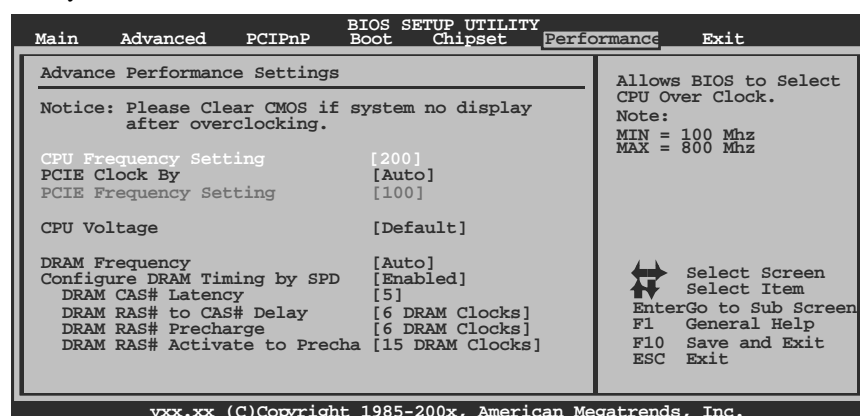 BIOS SETUP UTILITY
Main Advanced PCIPnP Boot Chipset Performance Exit
Advance Performance Settings
Notice: Please Clear CMOS if system no display
after overclocking.
CPU Frequency Setting [200]
PCIE Clock By [Auto]
PCIE Frequency Setting [100]
CPU Voltage [Default]
DRAM Frequency [Auto]
Configure DRAM Timing by SPD [Enabled]
DRAM CAS# Latency [5]
DRAM RAS# to CAS# Delay [6 DRAM Clocks]
DRAM RAS# Precharge [6 DRAM Clocks]
DRAM RAS# Activate to Precha [15 DRAM Clocks]
Allows BIOS to Select
CPU Over Clock.
Note:
MIN = 100 Mhz
MAX = 800 Mhz
Select Screen
Select Item
EnterGo to Sub Screen
F1 General Help
F10 Save and Exit
ESC Exit
vxx.xx (C)Copyright 1985-200x, American Megatrends, Inc.